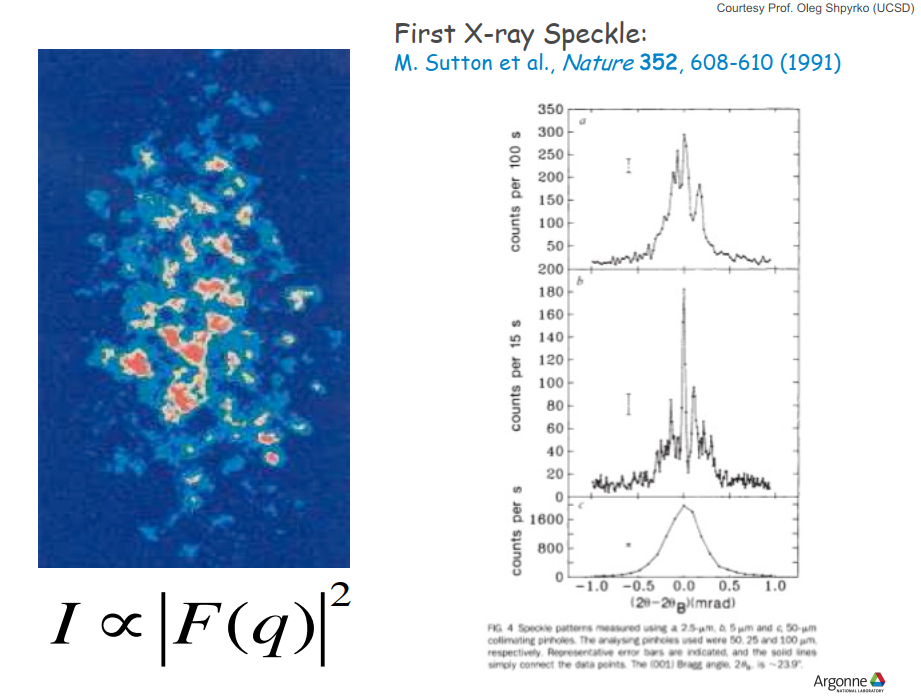 Courtesy Prof. Oleg Shpyrko (UCSD)
First X-ray Speckle:
M. Sutton et al., Nature 352, 608-610 (1991)
a
350
300
250
200
150
100
50
counts per 100 s
b
200
180
160
140
120
100
80
60
40
20
0
counts per 15 s
c
1600
800
0
counts per s
-1.0 -0.5 0.0 0.5 1.0
(2θ-2θB)(mrad)
I ∝ |F(q)|²
FIG. 4 Speckle patterns measured using a, 2.5-μm, b, 5 μm and c, 50-μm
collimating pinholes. The analysing pinholes used were 50, 25 and 100 μm,
respectively. Representative error bars are indicated, and the solid lines
simply connect the data points. The (001) Bragg angle, 2θB, is ~23.9°.
Argonne
NATIONAL LABORATORY